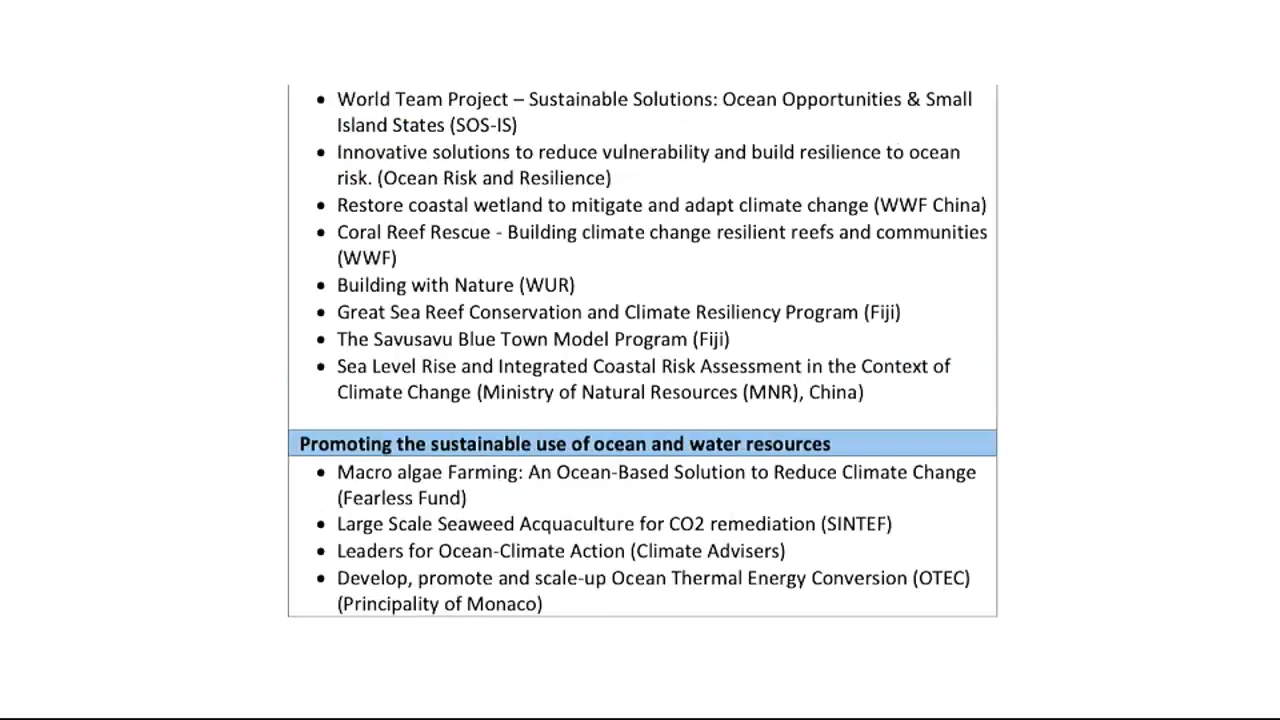 • World Team Project – Sustainable Solutions: Ocean Opportunities & Small
Island States (SOS-IS)
• Innovative solutions to reduce vulnerability and build resilience to ocean
risk. (Ocean Risk and Resilience)
• Restore coastal wetland to mitigate and adapt climate change (WWF China)
• Coral Reef Rescue - Building climate change resilient reefs and communities
(WWF)
• Building with Nature (WUR)
• Great Sea Reef Conservation and Climate Resiliency Program (Fiji)
• The Savusavu Blue Town Model Program (Fiji)
• Sea Level Rise and Integrated Coastal Risk Assessment in the Context of
Climate Change (Ministry of Natural Resources (MNR), China)
Promoting the sustainable use of ocean and water resources
• Macro algae Farming: An Ocean-Based Solution to Reduce Climate Change
(Fearless Fund)
• Large Scale Seaweed Acquaculture for CO2 remediation (SINTEF)
• Leaders for Ocean-Climate Action (Climate Advisers)
• Develop, promote and scale-up Ocean Thermal Energy Conversion (OTEC)
(Principality of Monaco)